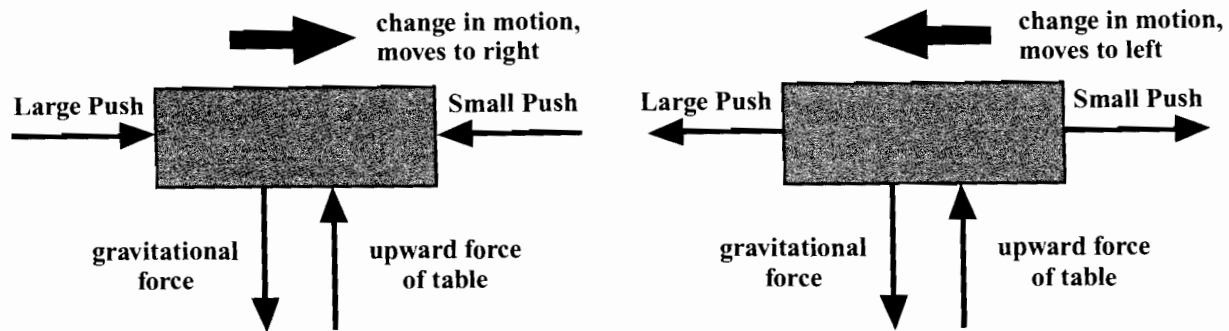 change in motion,
moves to right
Large Push
Small Push
gravitational
force
upward force
of table
change in motion,
moves to left
Large Push
Small Push
gravitational
force
upward force
of table